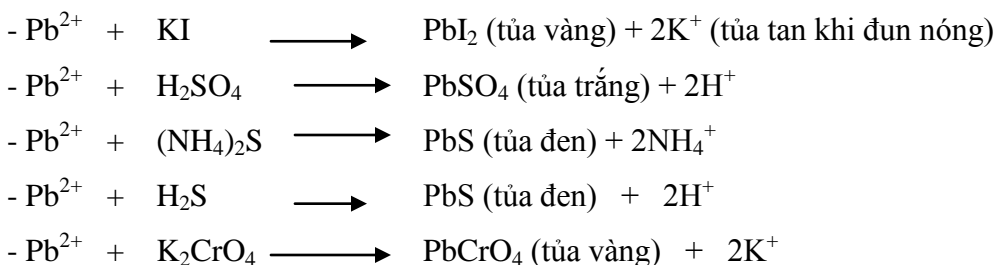 - Pb²⁺ + KI ⟶ PbI₂ (tủa vàng) + 2K⁺ (tủa tan khi đun nóng)
- Pb²⁺ + H₂SO₄ ⟶ PbSO₄ (tủa trắng) + 2H⁺
- Pb²⁺ + (NH₄)₂S ⟶ PbS (tủa đen) + 2NH₄⁺
- Pb²⁺ + H₂S ⟶ PbS (tủa đen) + 2H⁺
- Pb²⁺ + K₂CrO₄ ⟶ PbCrO₄ (tủa vàng) + 2K⁺